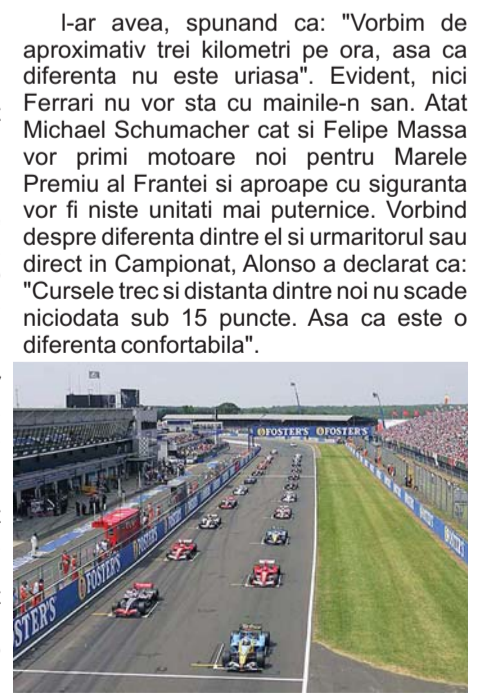 l-ar avea, spunand ca: "Vorbim de
aproximativ trei kilometri pe ora, asa ca
diferenta nu este uriasa". Evident, nici
Ferrari nu vor sta cu mainile-n san. Atat
Michael Schumacher cat si Felipe Massa
vor primi motoare noi pentru Marele
Premiu al Frantei si aproape cu siguranta
vor fi niste unitati mai puternice. Vorbind
despre diferenta dintre el si urmaritorul sau
direct in Campionat, Alonso a declarat ca:
"Cursele trec si distanta dintre noi nu scade
niciodata sub 15 puncte. Asa ca este o
diferenta confortabila".
FOSTER'S FOSTER'S
FOSTER'S
FOSTER'S
STER'S